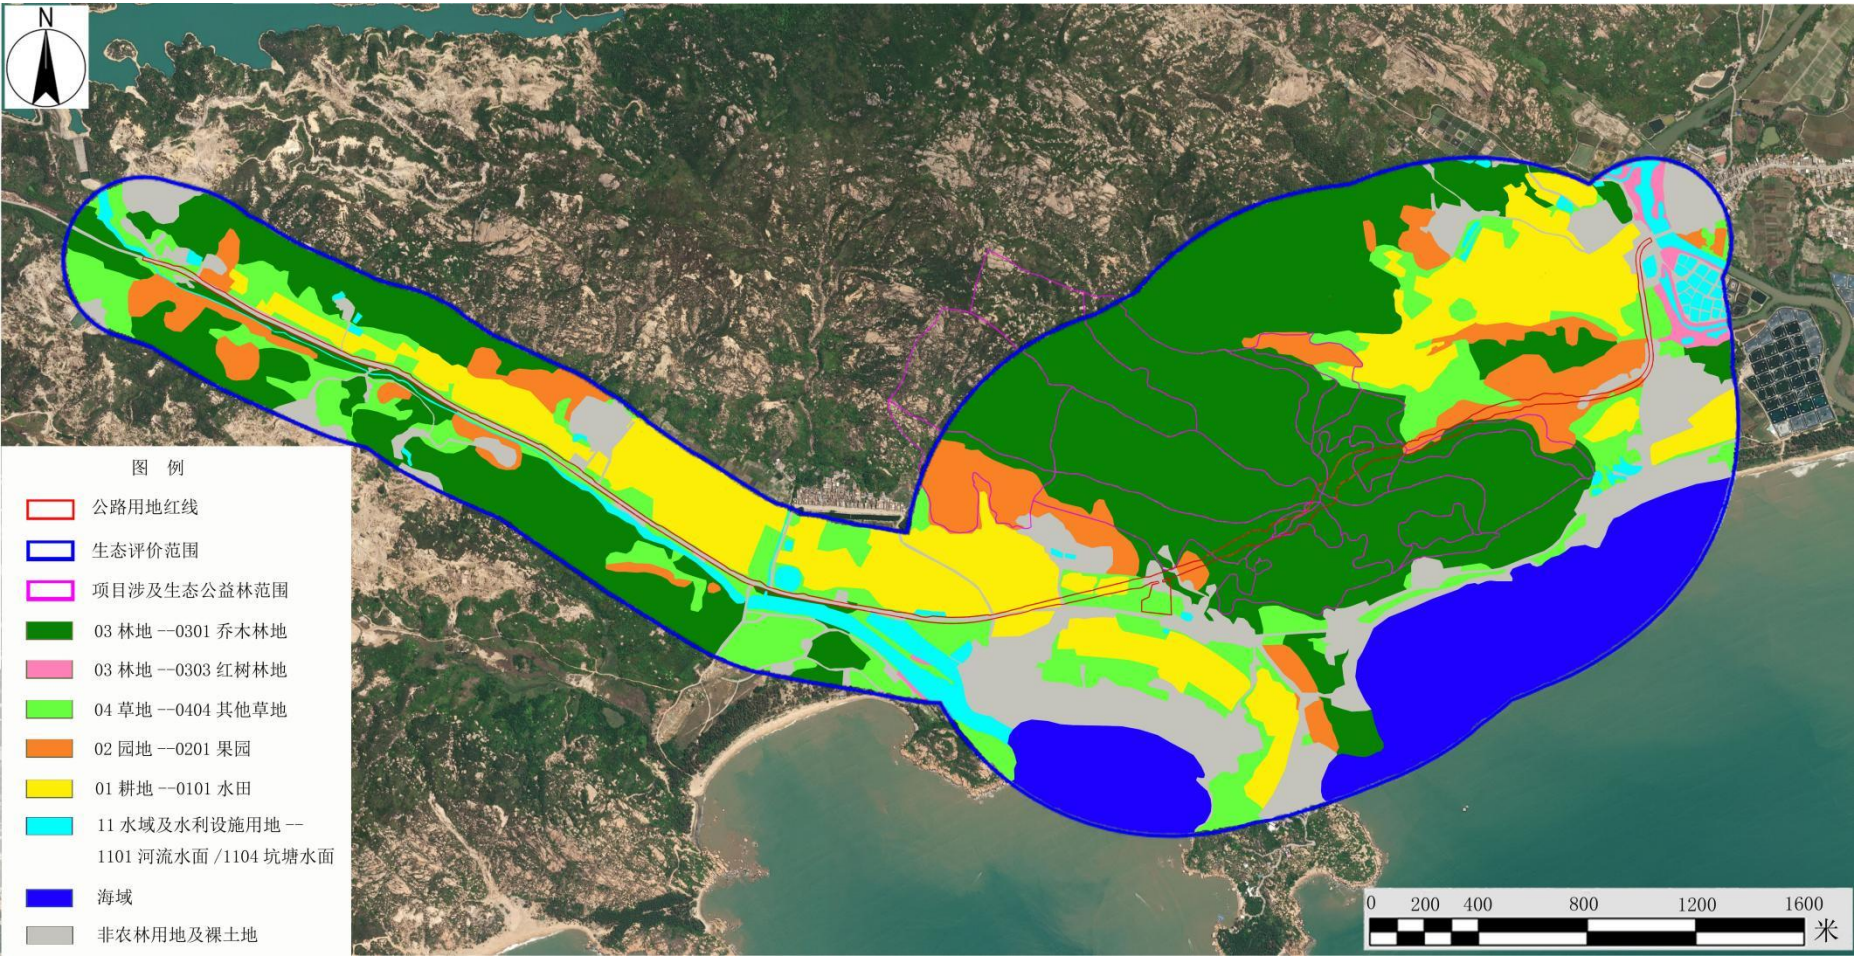 N
图 例
公路用地红线
生态评价范围
项目涉及生态公益林范围
03 林地 --0301 乔木林地
03 林地 --0303 红树林地
04 草地 --0404 其他草地
02 园地 --0201 果园
01 耕地 --0101 水田
11 水域及水利设施用地 --
1101 河流水面 /1104 坑塘水面
海域
非农林用地及裸土地
0 200 400 800 1200 1600
米